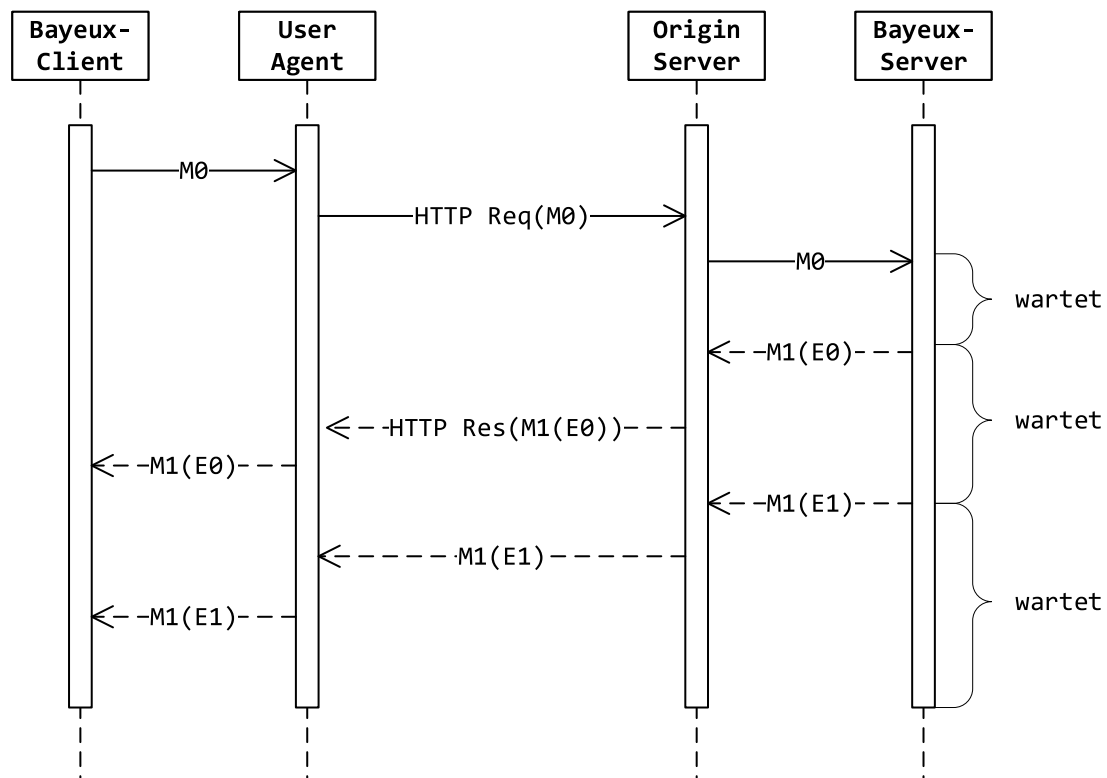 Bayeux-
Client
User
Agent
Origin
Server
Bayeux-
Server
M0
HTTP Req(M0)
M0
wartet
M1(E0)
wartet
HTTP Res(M1(E0))
M1(E0)
M1(E1)
M1(E1)
wartet
M1(E1)